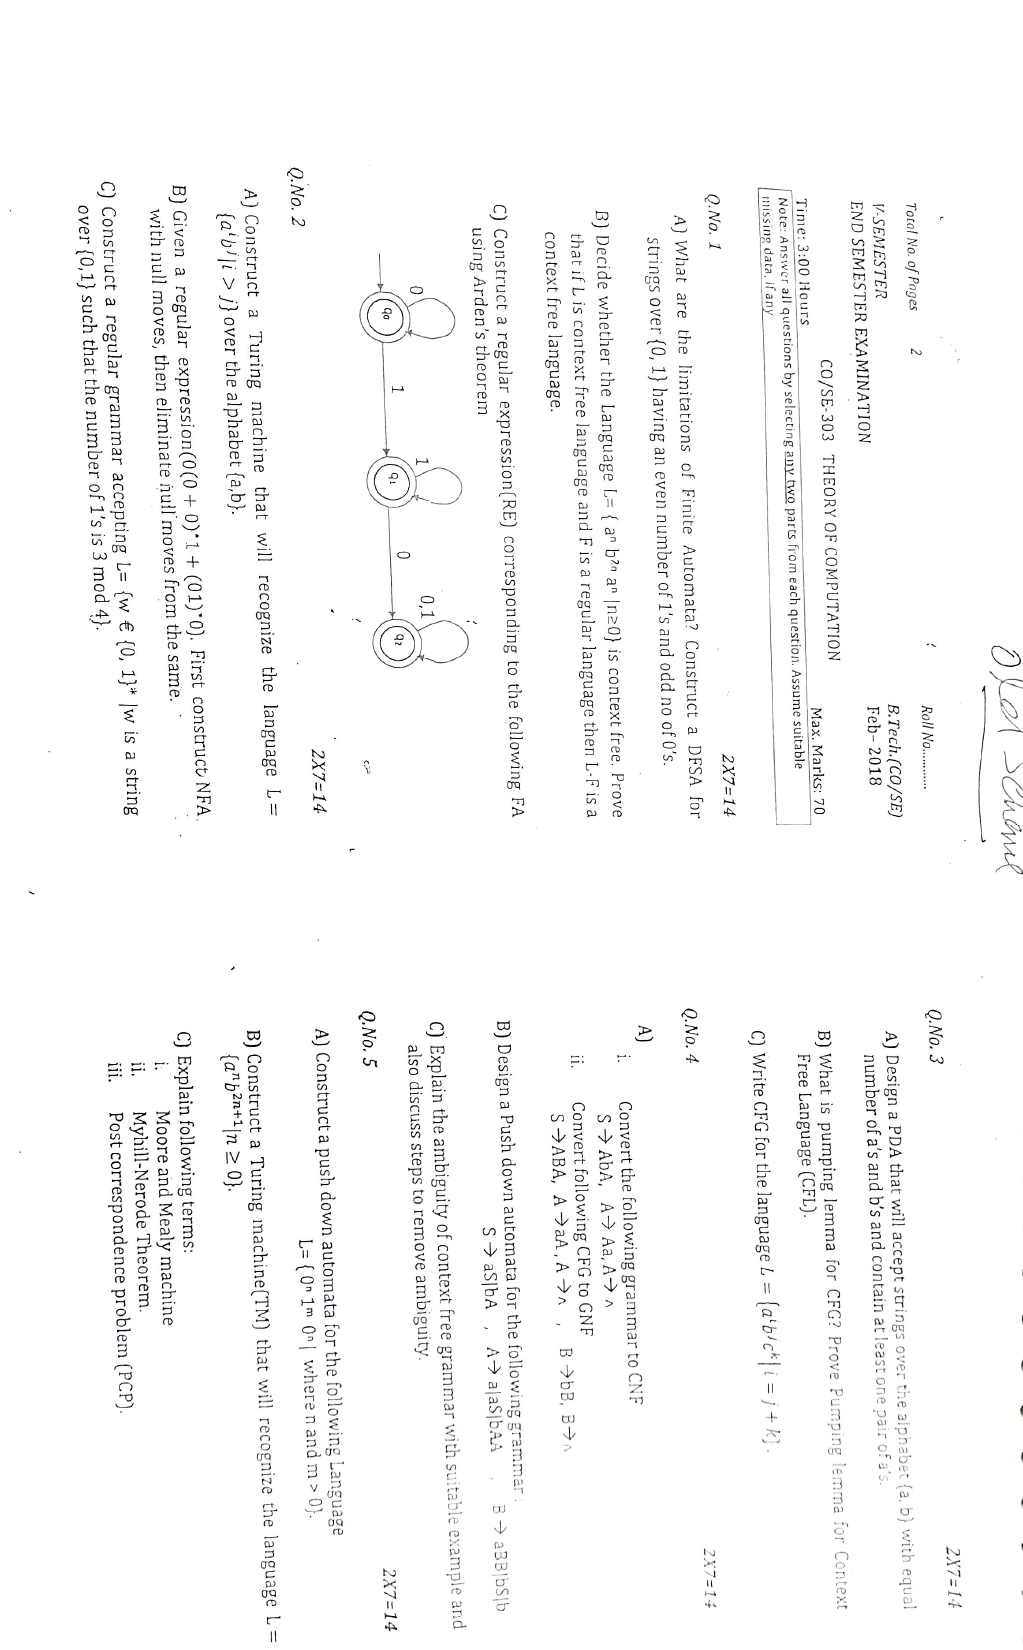 Old Scheme
Total No. of Pages 2
Roll No............
V-SEMESTER
B.Tech.(CO/SE)
END SEMESTER EXAMINATION
Feb- 2018
CO/SE-303 THEORY OF COMPUTATION
Time: 3:00 Hours
Max. Marks: 70
Note: Answer all questions by selecting any two parts from each question. Assume suitable
missing data, if any
Q.No. 1
2X7=14
A) What are the limitations of Finite Automata? Construct a DFSA for
strings over {0, 1} having an even number of 1's and odd no of 0's.
B) Decide whether the Language L= { aⁿ b²ⁿ aⁿ |n≥0} is context free. Prove
that if L is context free language and F is a regular language then L-F is a
context free language.
C) Construct a regular expression(RE) corresponding to the following FA
using Arden's theorem
0
1
0,1
1
0
q₀
q₁
q₂
2X7=14
Q.No. 2
A) Construct a Turing machine that will recognize the language L =
{aⁱbʲ|i > j} over the alphabet {a,b}.
B) Given a regular expression(0(0 + 0)*1 + (01)*0). First construct NFA
with null moves, then eliminate null moves from the same.
C) Construct a regular grammar accepting L= {w € {0, 1}* |w is a string
over {0,1} such that the number of 1's is 3 mod 4}.
2X7=14
Q.No. 3
A) Design a PDA that will accept strings over the alphabet {a, b} with equal
number of a's and b's and contain at least one pair of a's.
B) What is pumping lemma for CFG? Prove Pumping lemma for Context
Free Language (CFL).
C) Write CFG for the language L = {aⁱbʲcᵏ| i = j + k}.
2X7=14
Q.No. 4
A)
i. Convert the following grammar to CNF
S → AbA, A→ Aa, A→ ^
ii. Convert following CFG to GNF
S →ABA, A →aA , A →^ , B →bB, B→^
B) Design a Push down automata for the following grammar :
S → aS|bA , A→ a|aS|bAA , B → aBB|bS|b
C) Explain the ambiguity of context free grammar with suitable example and
also discuss steps to remove ambiguity.
2X7=14
Q.No. 5
A) Construct a push down automata for the following Language
L= { 0ⁿ 1ᵐ 0ⁿ | where n and m > 0}.
B) Construct a Turing machine(TM) that will recognize the language L =
{aⁿb²ⁿ⁺¹|n ≥ 0}.
C) Explain following terms:
i. Moore and Mealy machine
ii. Myhill-Nerode Theorem.
iii. Post correspondence problem (PCP).